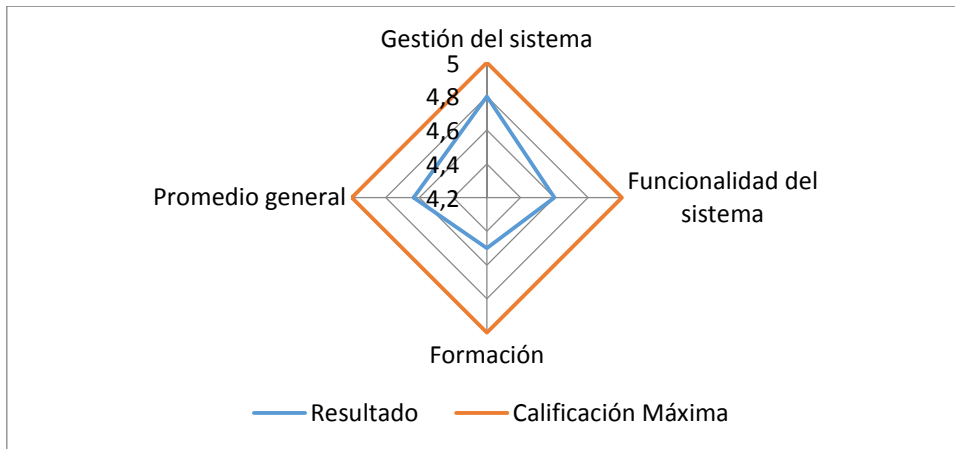 Gestión del sistema
5
4,8
4,6
4,4
4,2
Promedio general
Funcionalidad del
sistema
Formación
Resultado
Calificación Máxima